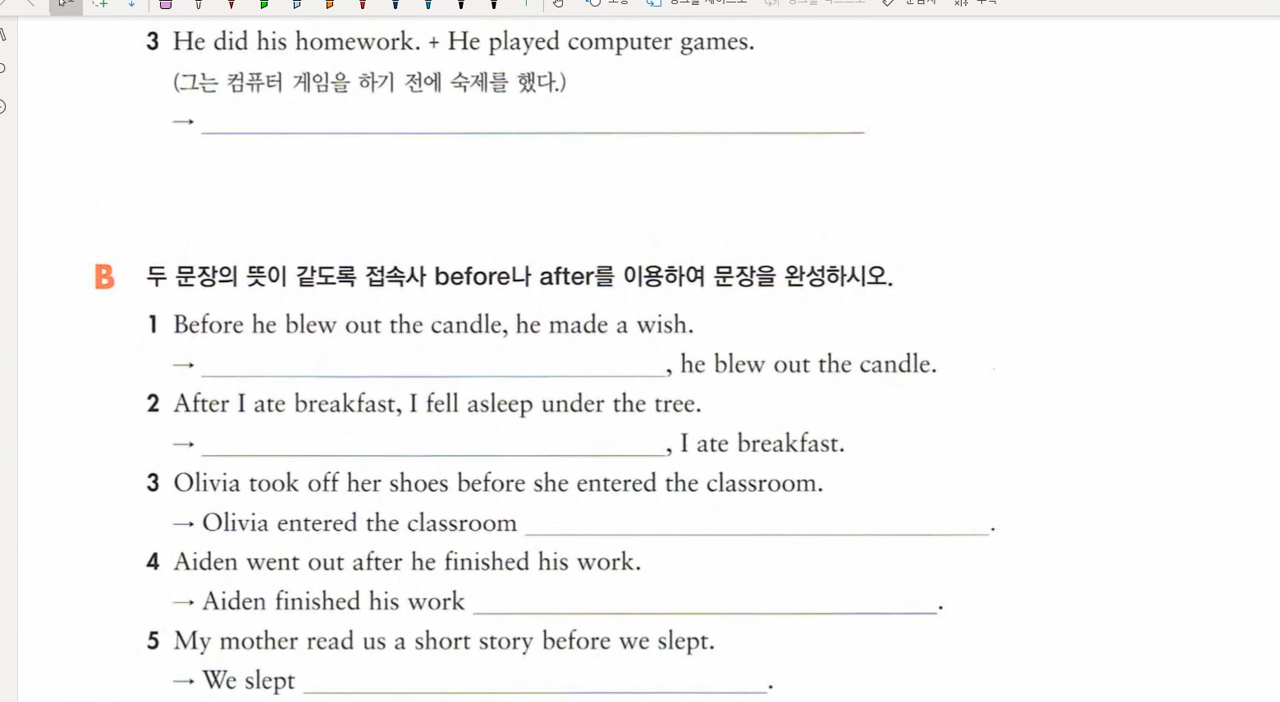 3 He did his homework. + He played computer games.
(그는 컴퓨터 게임을 하기 전에 숙제를 했다.)
→
B 두 문장의 뜻이 같도록 접속사 before나 after를 이용하여 문장을 완성하시오.
1 Before he blew out the candle, he made a wish.
→ , he blew out the candle.
2 After I ate breakfast, I fell asleep under the tree.
→ , I ate breakfast.
3 Olivia took off her shoes before she entered the classroom.
→ Olivia entered the classroom .
4 Aiden went out after he finished his work.
→ Aiden finished his work .
5 My mother read us a short story before we slept.
→ We slept .